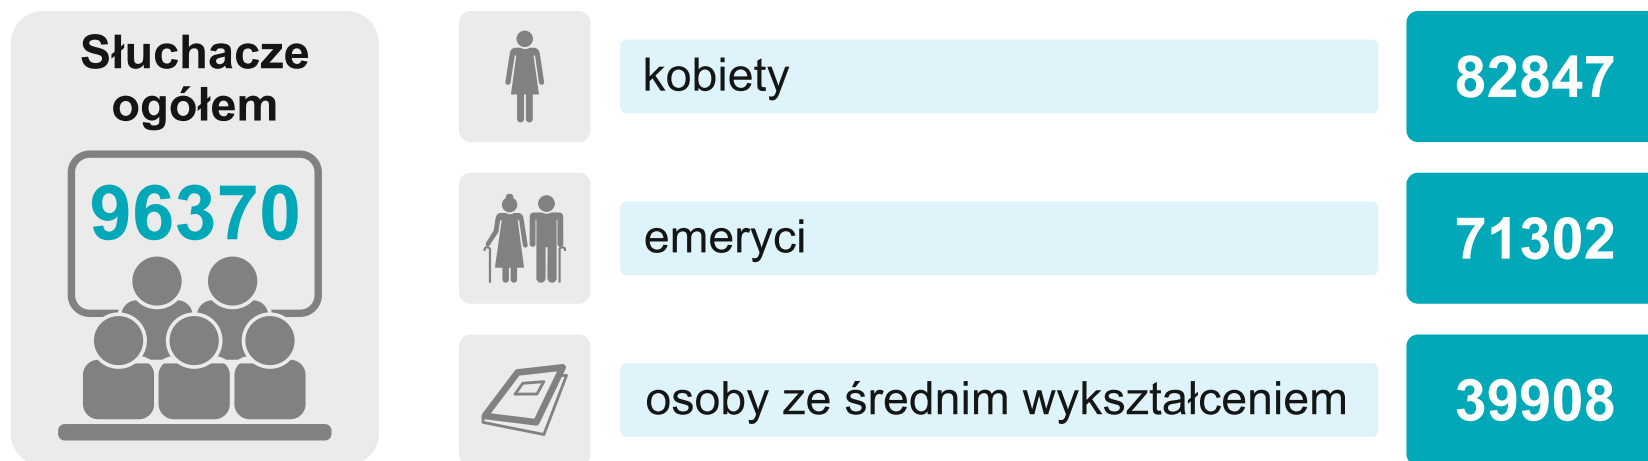 Słuchacze
ogółem
96370
kobiety
82847
emeryci
71302
osoby ze średnim wykształceniem
39908